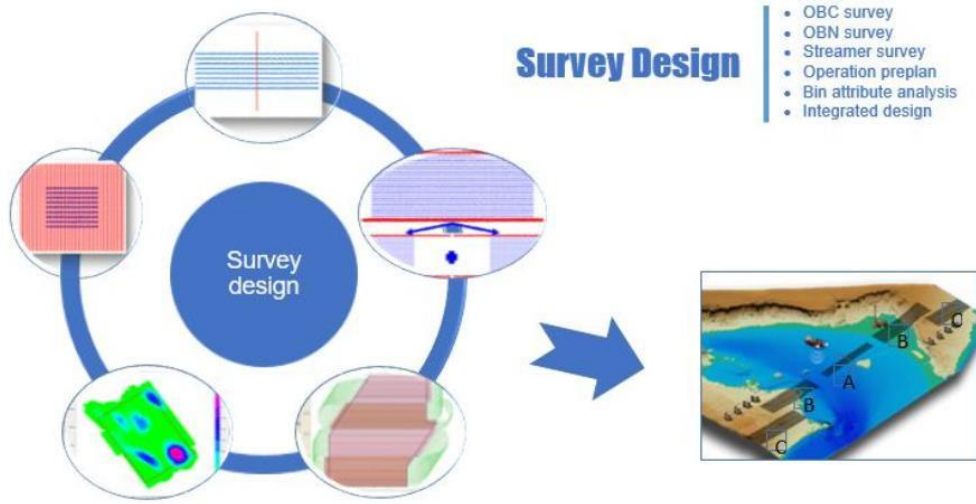 Survey Design
OBC survey
OBN survey
Streamer survey
Operation preplan
Bin attribute analysis
Integrated design
Survey
design
C
B
A
B
C